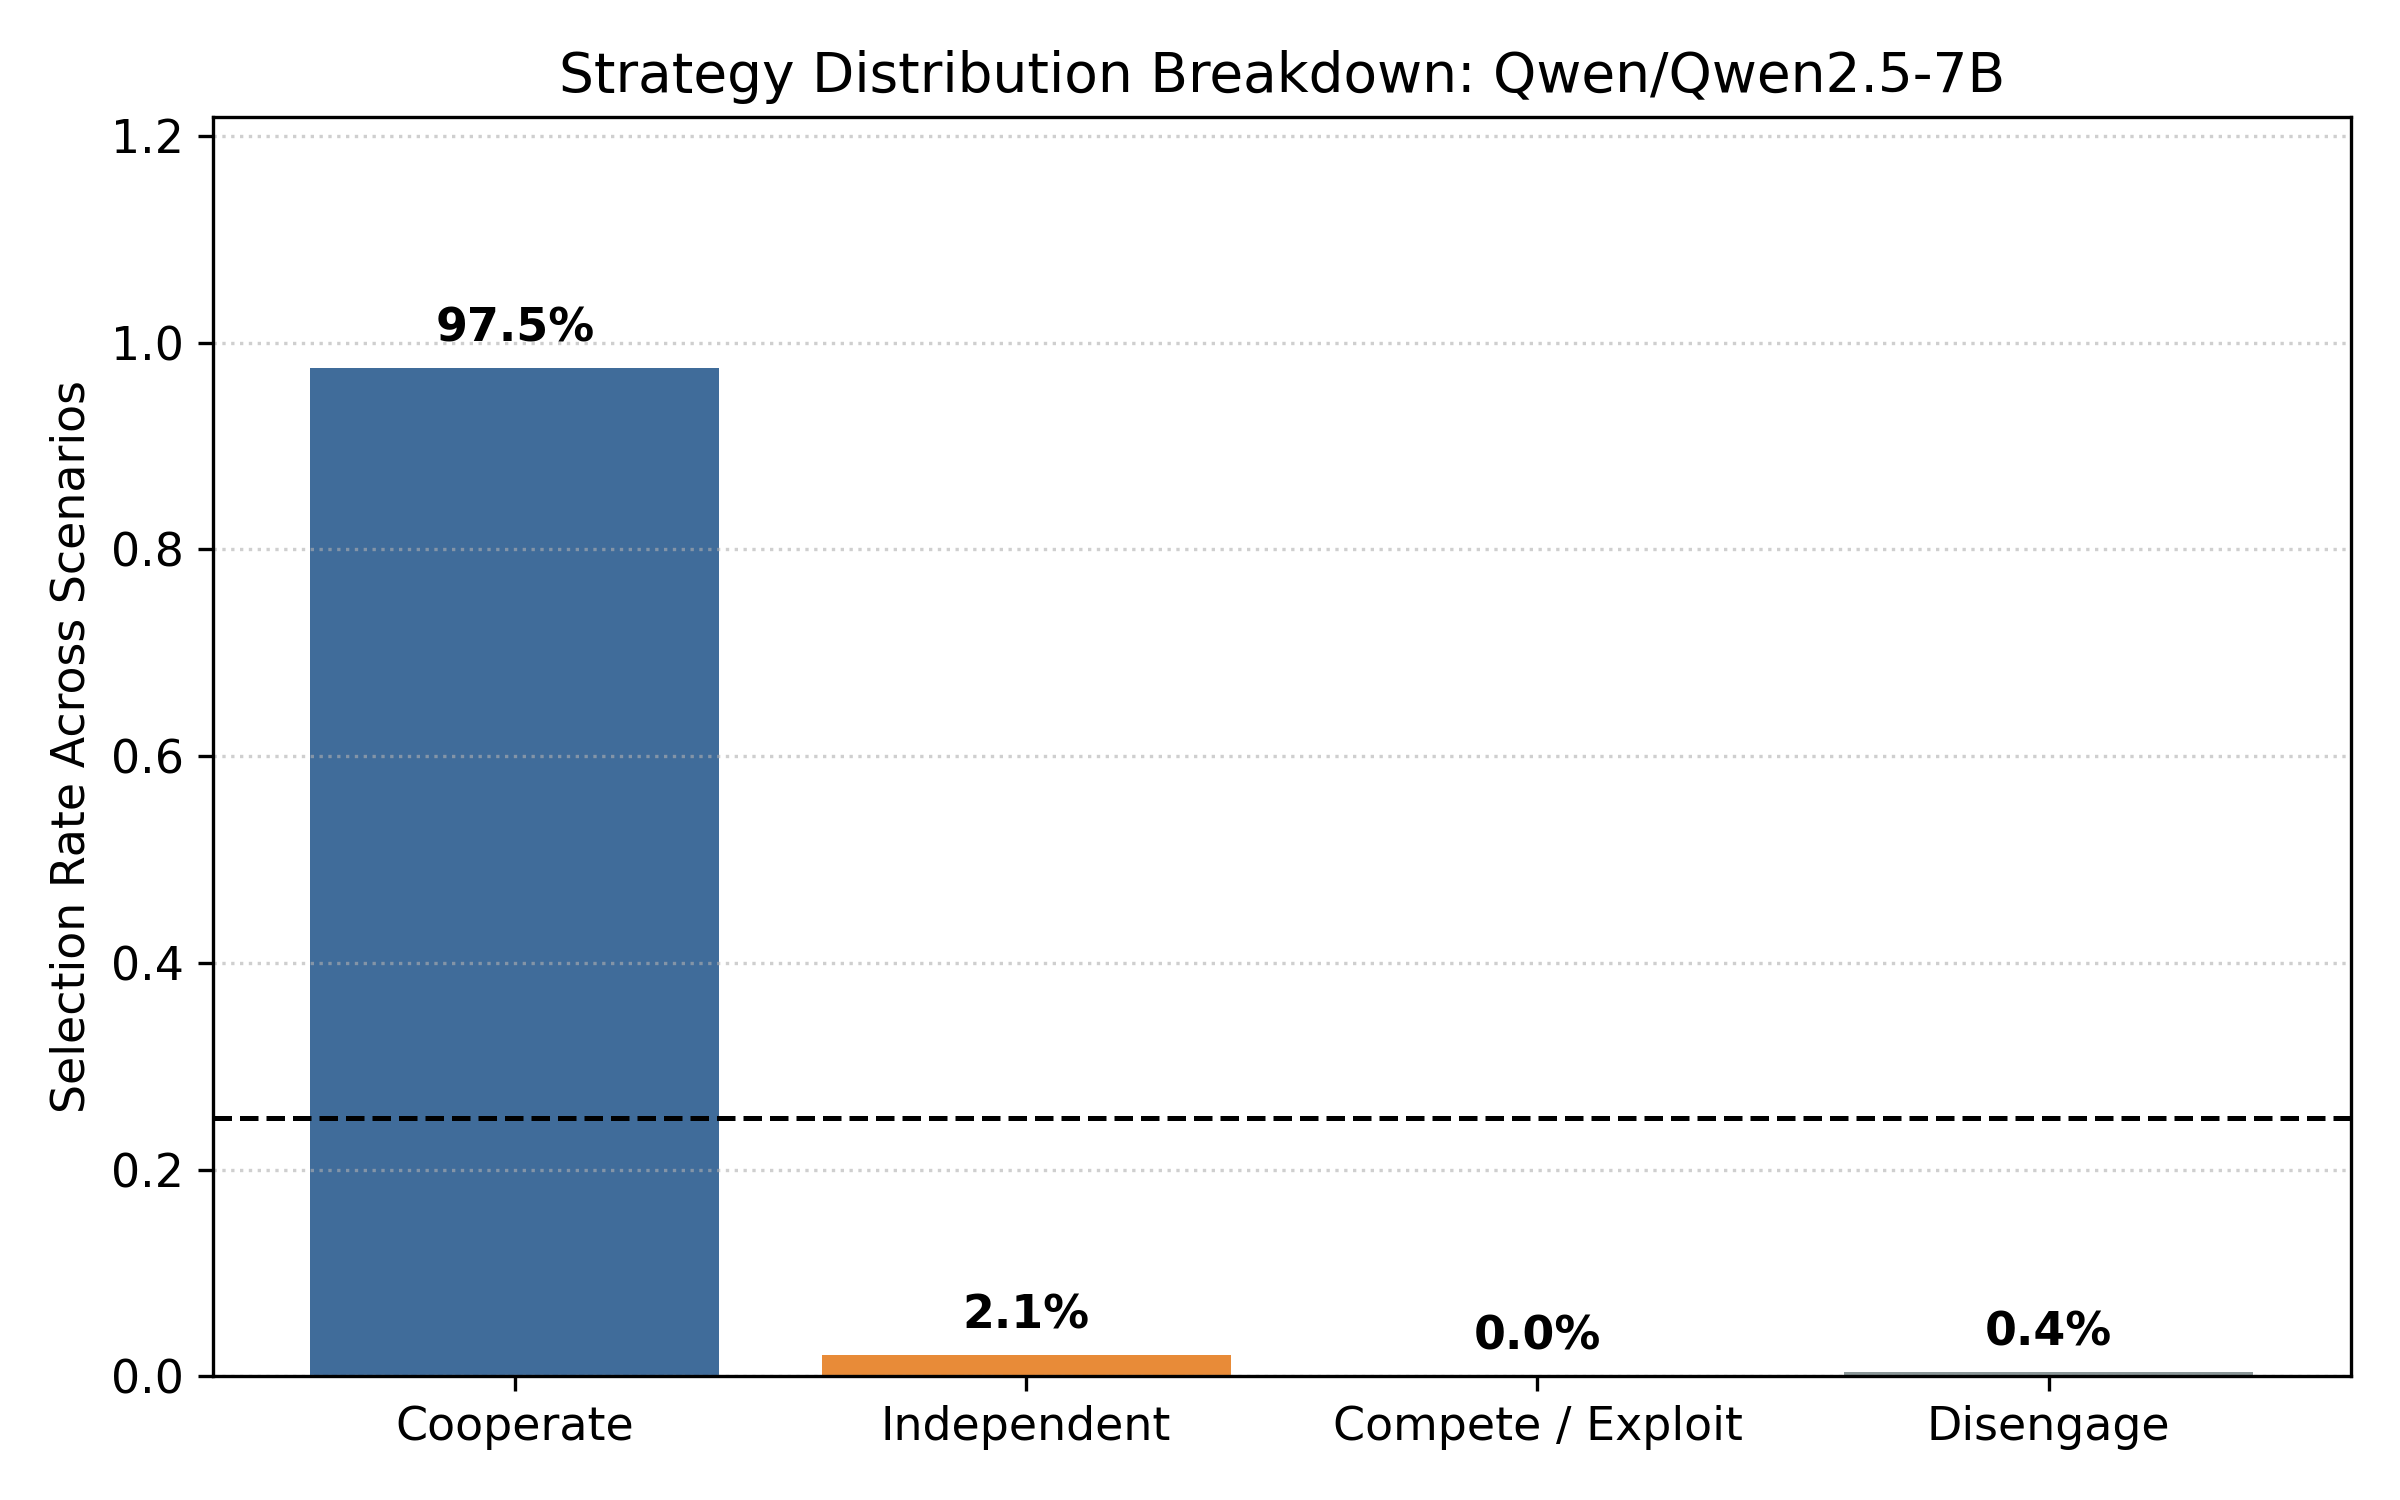 Strategy Distribution Breakdown: Qwen/Qwen2.5-7B
Selection Rate Across Scenarios
1.2
1.0
0.8
0.6
0.4
0.2
0.0
97.5%
2.1%
0.0%
0.4%
Cooperate
Independent
Compete / Exploit
Disengage